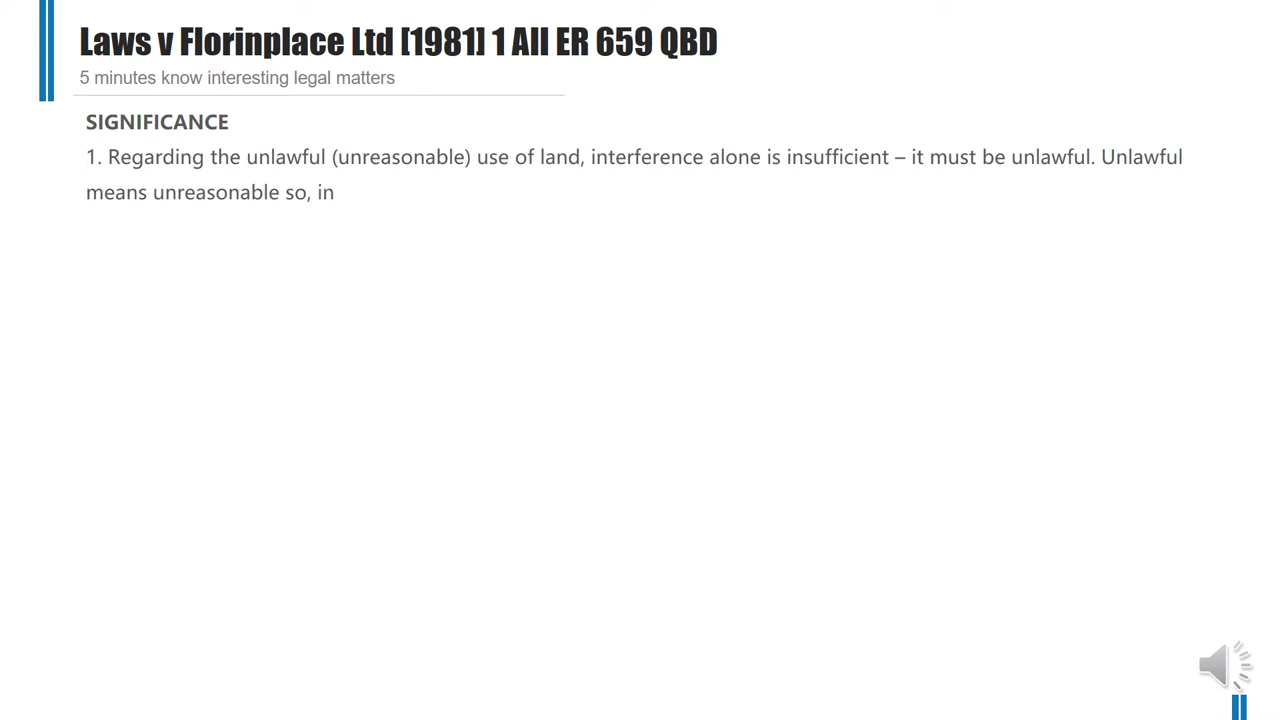 Laws v Florinplace Ltd [1981] 1 All ER 659 QBD
5 minutes know interesting legal matters
SIGNIFICANCE
1. Regarding the unlawful (unreasonable) use of land, interference alone is insufficient – it must be unlawful. Unlawful
means unreasonable so, in